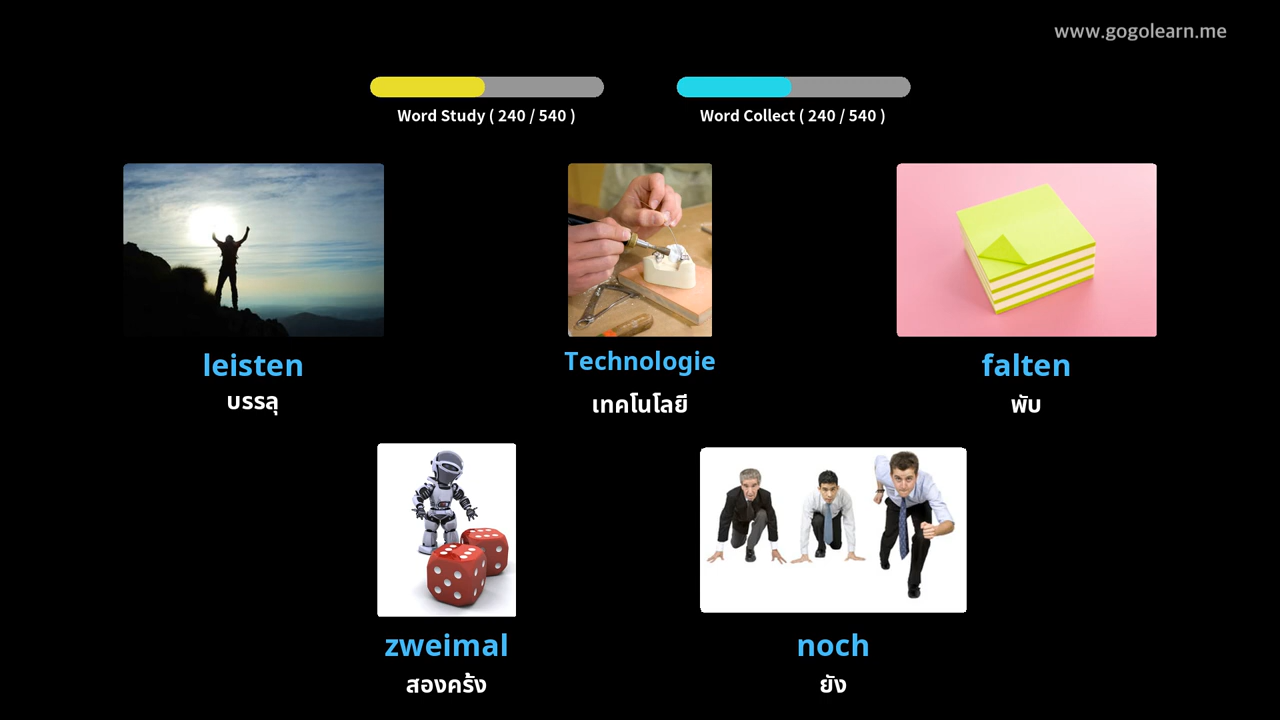 www.gogolearn.me
Word Study ( 240 / 540 )
Word Collect ( 240 / 540 )
leisten
บรรลุ
Technologie
เทคโนโลยี
falten
พับ
zweimal
สองครั้ง
noch
ยัง